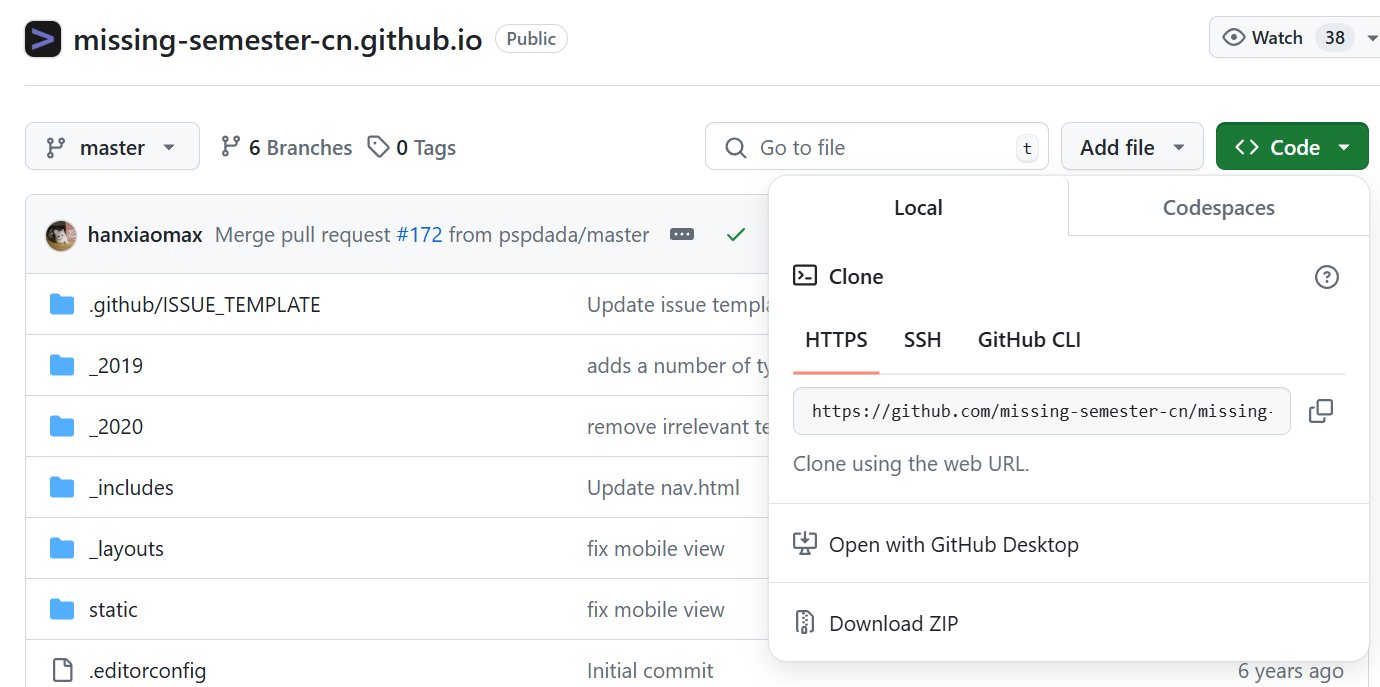 missing-semester-cn.github.io Public Watch 38
master 6 Branches 0 Tags Go to file t Add file Code
Local Codespaces
hanxiaomax Merge pull request #172 from pspdada/master
Clone
.github/ISSUE_TEMPLATE Update issue templa
HTTPS SSH GitHub CLI
_2019 adds a number of ty
https://github.com/missing-semester-cn/missing-
_2020 remove irrelevant te
Clone using the web URL.
_includes Update nav.html
_layouts fix mobile view
Open with GitHub Desktop
static fix mobile view
Download ZIP
.editorconfig Initial commit 6 years ago